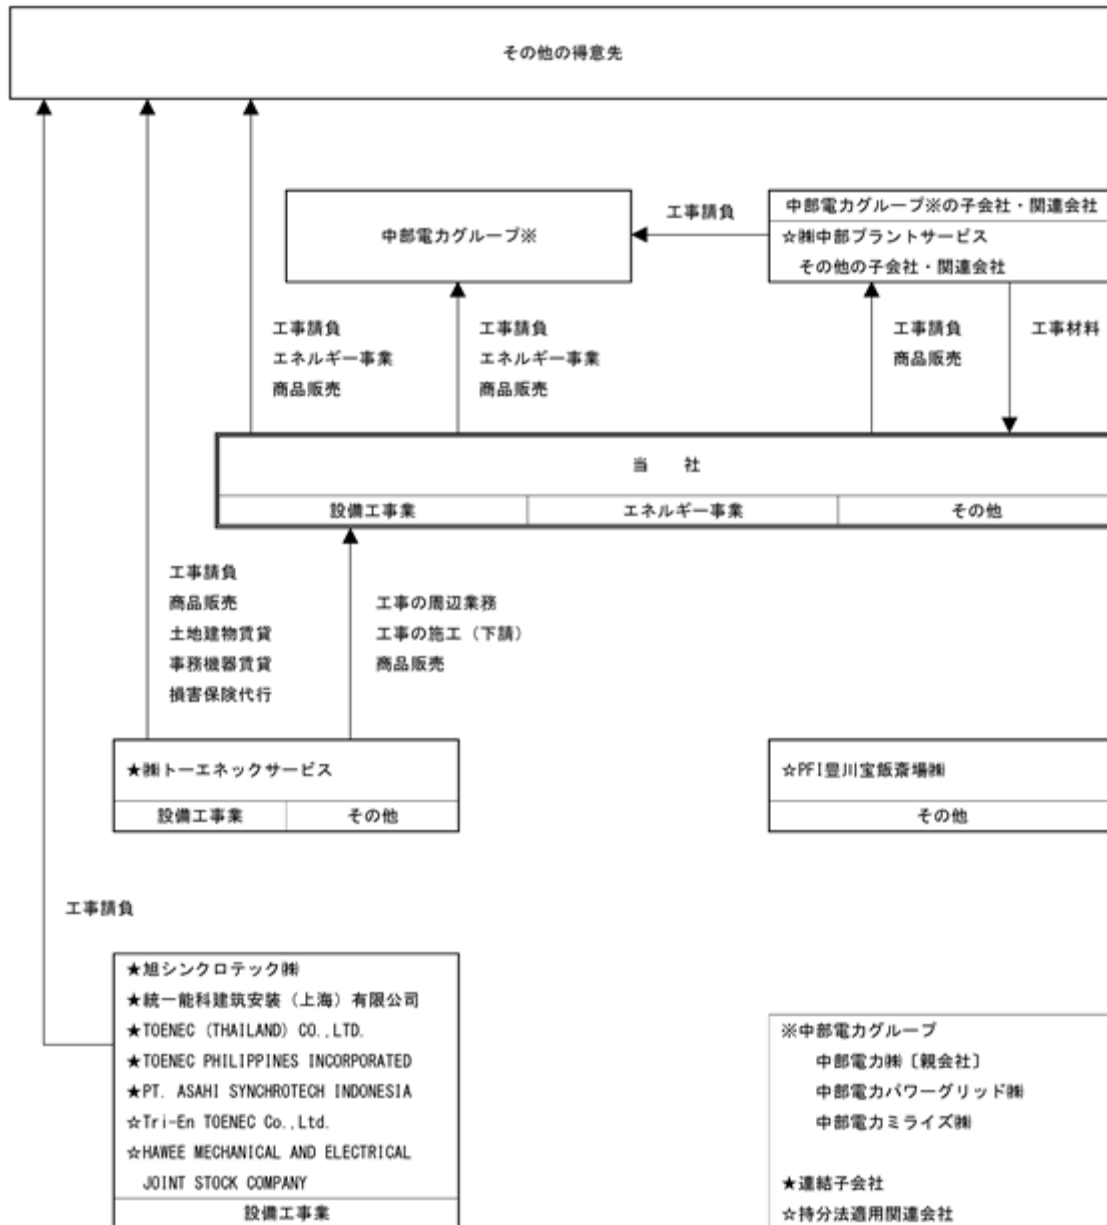 その他の得意先
中部電力グループ※
工事請負
中部電力グループ※の子会社・関連会社
☆㈱中部プラントサービス
その他の子会社・関連会社
工事請負
エネルギー事業
商品販売
工事請負
エネルギー事業
商品販売
工事請負
商品販売
工事材料
当　社
設備工事業
エネルギー事業
その他
工事請負
商品販売
土地建物賃貸
事務機器賃貸
損害保険代行
工事の周辺業務
工事の施工（下請）
商品販売
★㈱トーエネックサービス
設備工事業
その他
☆PFI豊川宝飯斎場㈱
その他
工事請負
★旭シンクロテック㈱
★統一能科建筑安装（上海）有限公司
★TOENEC (THAILAND) CO.,LTD.
★TOENEC PHILIPPINES INCORPORATED
★PT. ASAHI SYNCHROTECH INDONESIA
☆Tri-En TOENEC Co.,Ltd.
☆HAWEE MECHANICAL AND ELECTRICAL
JOINT STOCK COMPANY
設備工事業
※中部電力グループ
中部電力㈱〔親会社〕
中部電力パワーグリッド㈱
中部電力ミライズ㈱
★連結子会社
☆持分法適用関連会社